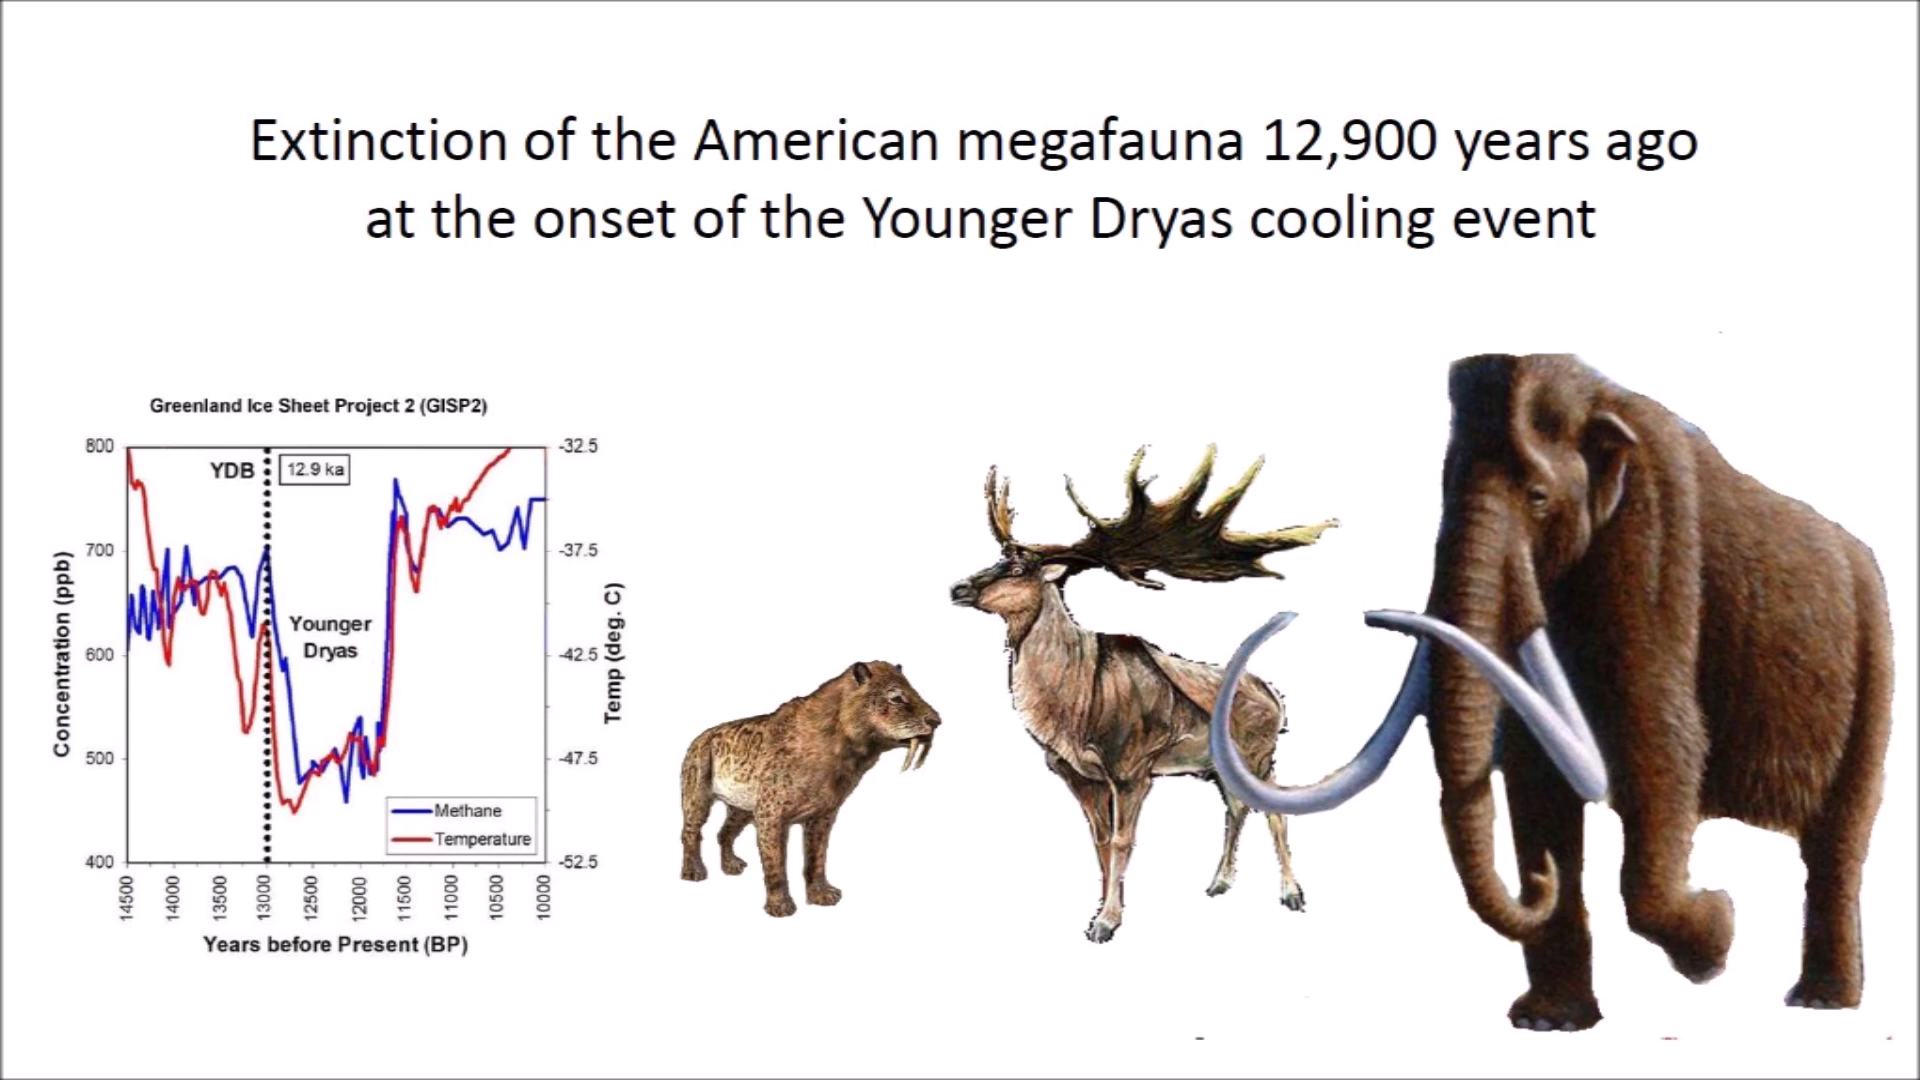 Extinction of the American megafauna 12,900 years ago
at the onset of the Younger Dryas cooling event
Greenland Ice Sheet Project 2 (GISP2)
800
700
600
500
400
Concentration (ppb)
YDB
12.9 ka
Younger
Dryas
Methane
Temperature
-32.5
-37.5
-42.5
-47.5
-52.5
Temp (deg. C)
14500
14000
13500
13000
12500
12000
11500
11000
10500
10000
Years before Present (BP)